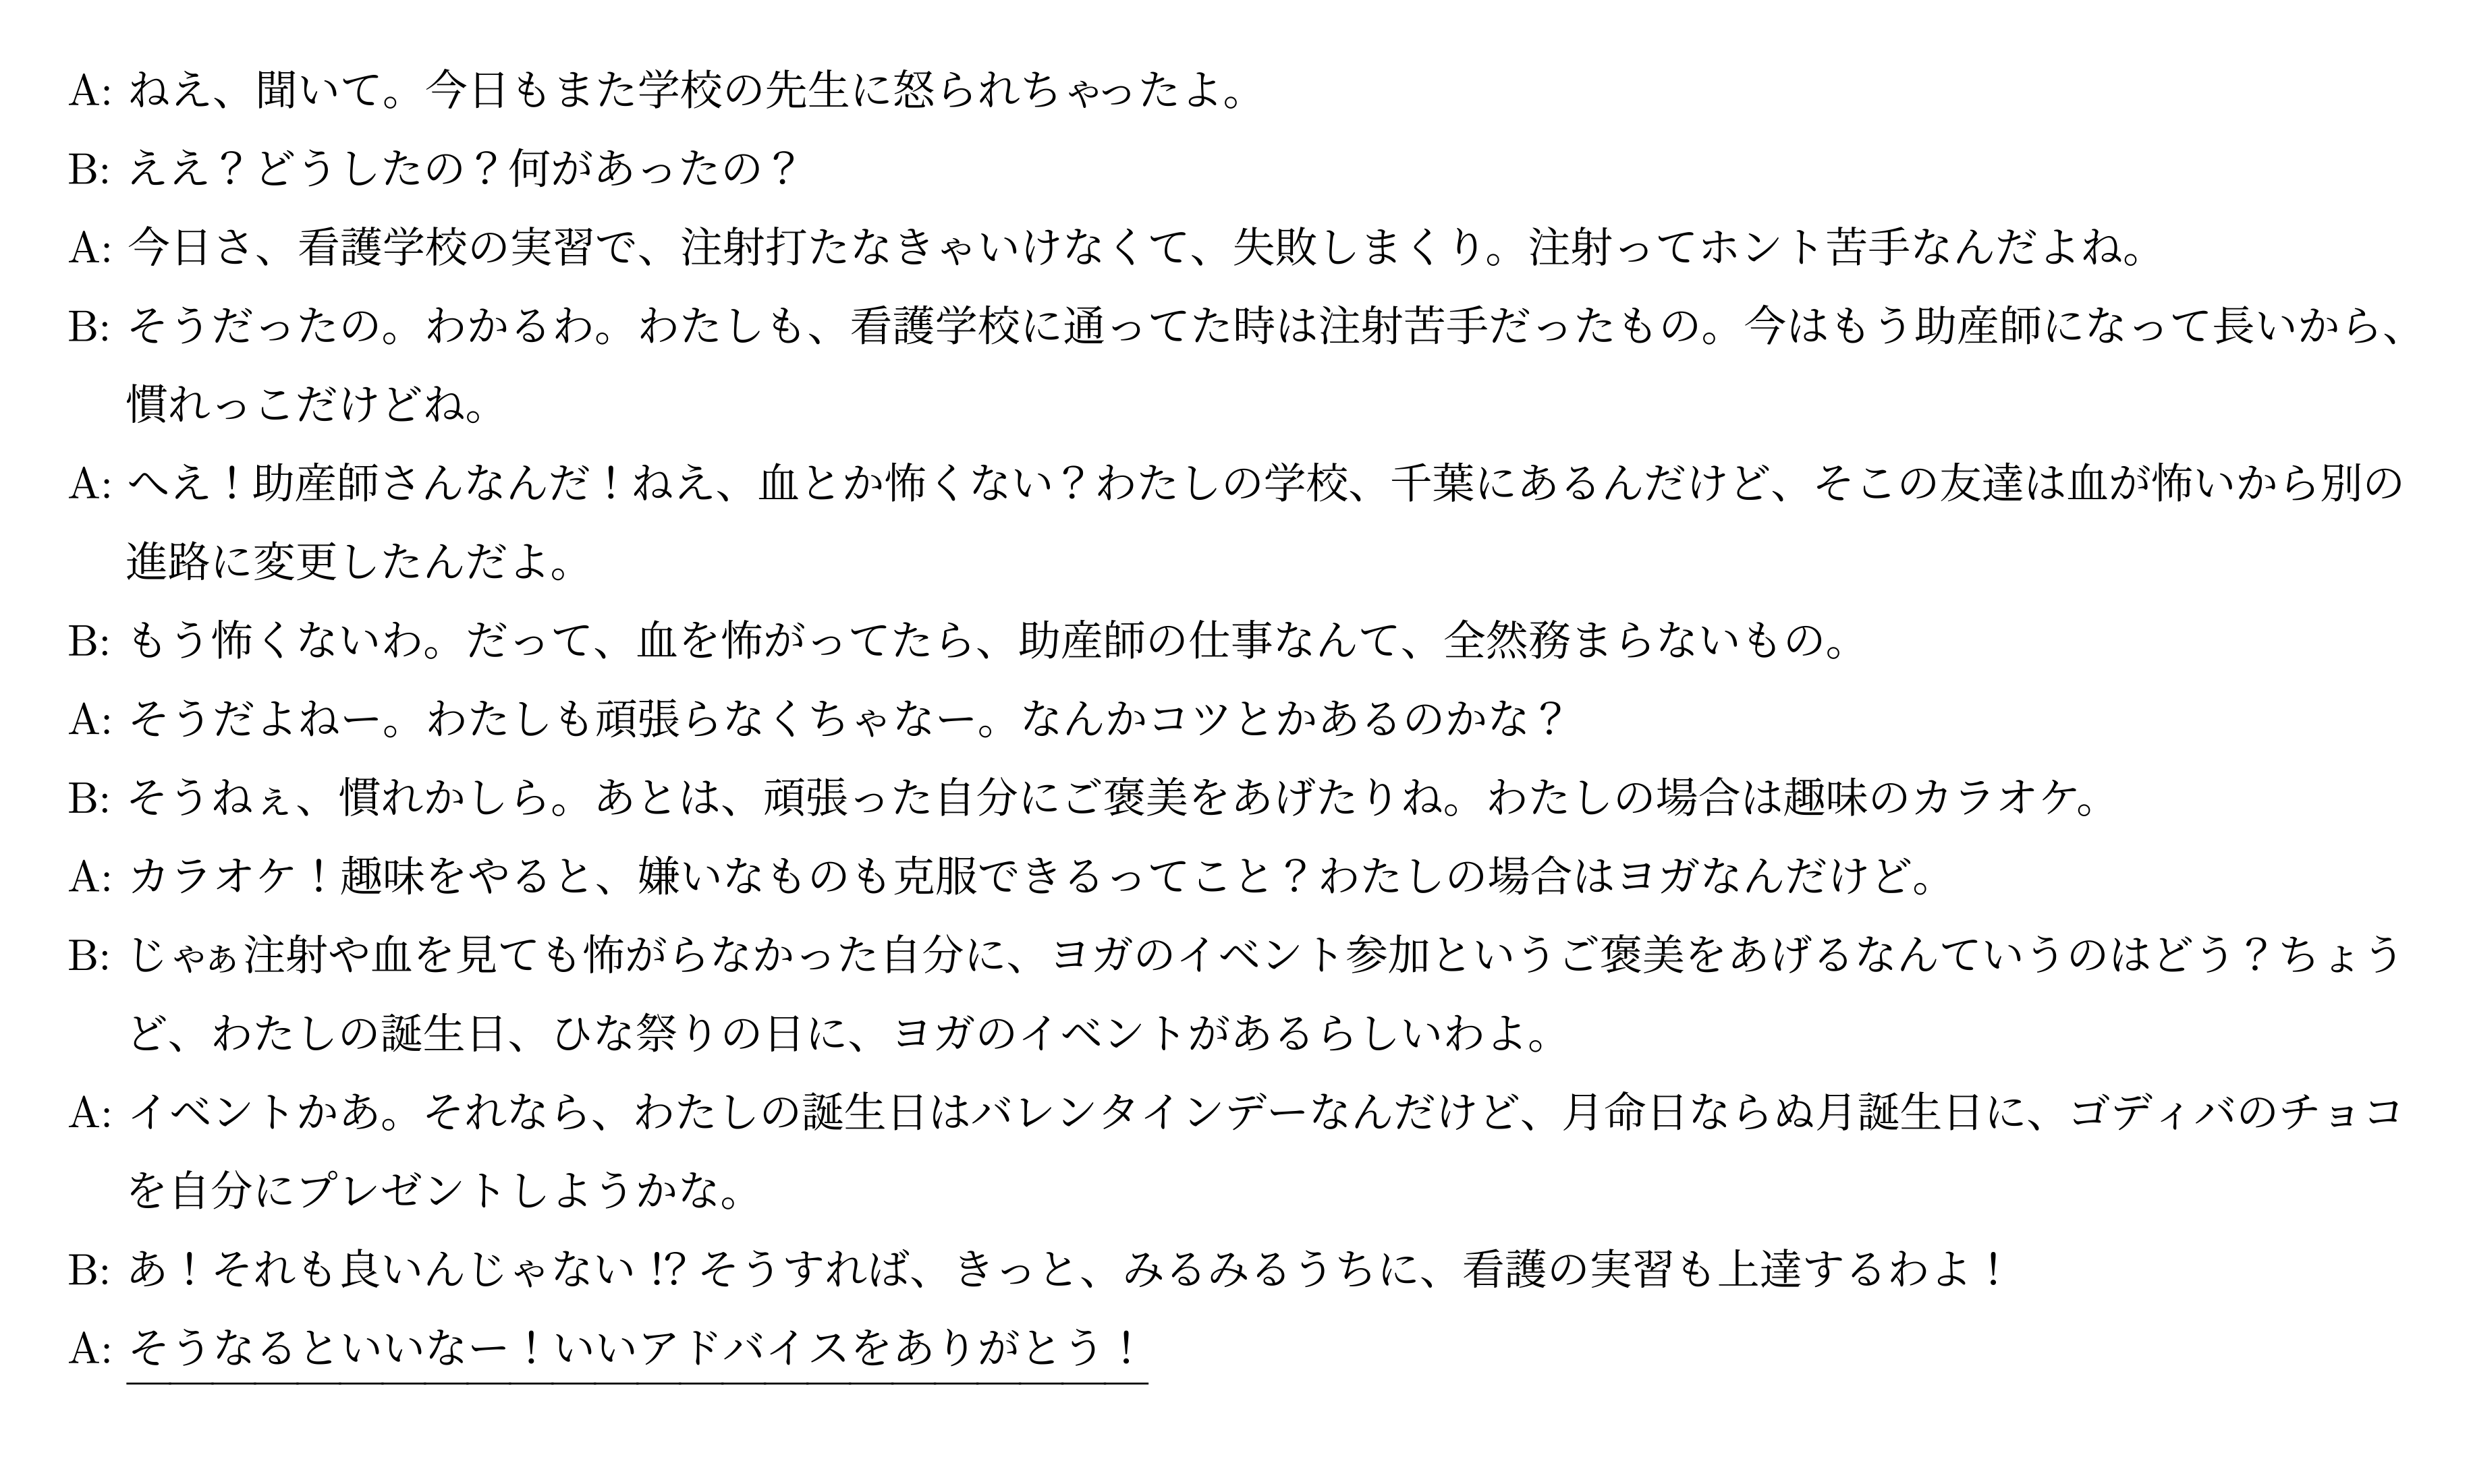 A: ねえ、聞いて。今日もまた学校の先生に怒られちゃったよ。
B: ええ？どうしたの？何があったの？
A: 今日さ、看護学校の実習で、注射打たなきゃいけなくて、失敗しまくり。注射ってホント苦手なんだよね。
B: そうだったの。わかるわ。わたしも、看護学校に通ってた時は注射苦手だったもの。今はもう助産師になって長いから、
慣れっこだけどね。
A: へえ！助産師さんなんだ！ねえ、血とか怖くない？わたしの学校、千葉にあるんだけど、そこの友達は血が怖いから別の
進路に変更したんだよ。
B: もう怖くないわ。だって、血を怖がってたら、助産師の仕事なんて、全然務まらないもの。
A: そうだよねー。わたしも頑張らなくちゃなー。なんかコツとかあるのかな？
B: そうねぇ、慣れかしら。あとは、頑張った自分にご褒美をあげたりね。わたしの場合は趣味のカラオケ。
A: カラオケ！趣味をやると、嫌いなものも克服できるってこと？わたしの場合はヨガなんだけど。
B: じゃぁ注射や血を見ても怖がらなかった自分に、ヨガのイベント参加というご褒美をあげるなんていうのはどう？ちょう
ど、わたしの誕生日、ひな祭りの日に、ヨガのイベントがあるらしいわよ。
A: イベントかあ。それなら、わたしの誕生日はバレンタインデーなんだけど、月命日ならぬ月誕生日に、ゴディバのチョコ
を自分にプレゼントしようかな。
B: あ！それも良いんじゃない⁉そうすれば、きっと、みるみるうちに、看護の実習も上達するわよ！
A: そうなるといいなー！いいアドバイスをありがとう！